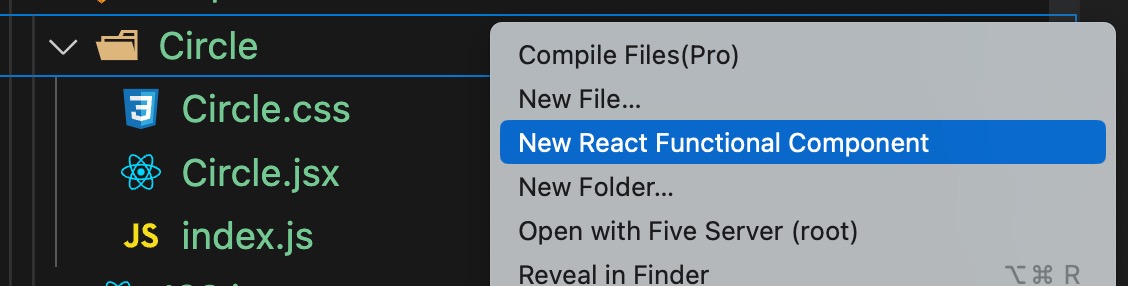 Circle
Circle.css
Circle.jsx
JS index.js
Compile Files(Pro)
New File...
New React Functional Component
New Folder...
Open with Five Server (root)
Reveal in Finder ⌥⌘ R